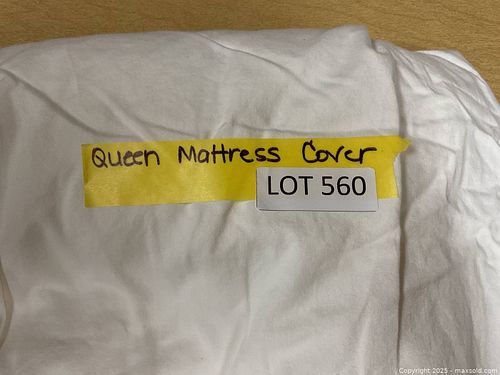 Queen Mattress Cover
LOT 560
Copyright 2025 - maxsold.com